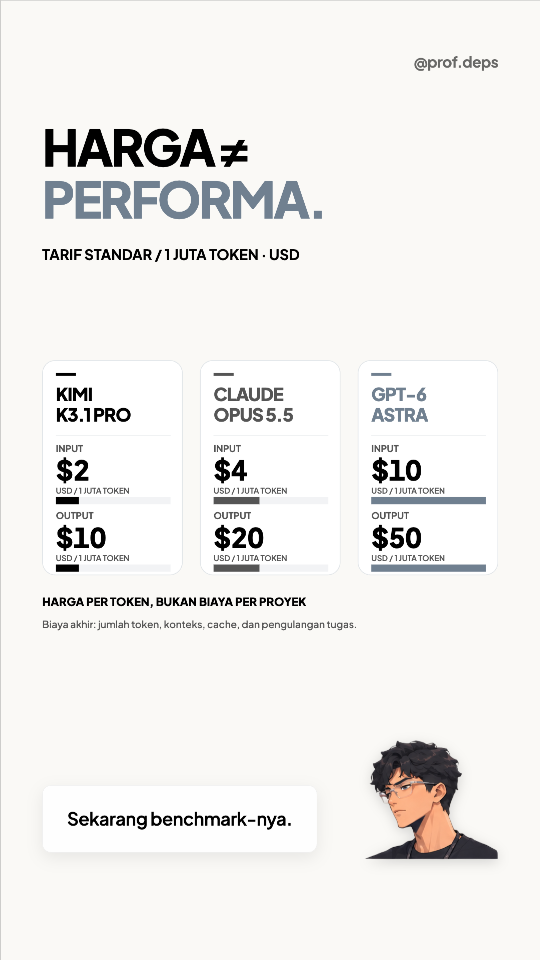 @prof.deps
HARGA ≠
PERFORMA.
TARIF STANDAR / 1 JUTA TOKEN · USD
KIMI
K3.1 PRO
INPUT
$2
USD / 1 JUTA TOKEN
OUTPUT
$10
USD / 1 JUTA TOKEN
CLAUDE
OPUS 5.5
INPUT
$4
USD / 1 JUTA TOKEN
OUTPUT
$20
USD / 1 JUTA TOKEN
GPT-6
ASTRA
INPUT
$10
USD / 1 JUTA TOKEN
OUTPUT
$50
USD / 1 JUTA TOKEN
HARGA PER TOKEN, BUKAN BIAYA PER PROYEK
Biaya akhir: jumlah token, konteks, cache, dan pengulangan tugas.
Sekarang benchmark-nya.